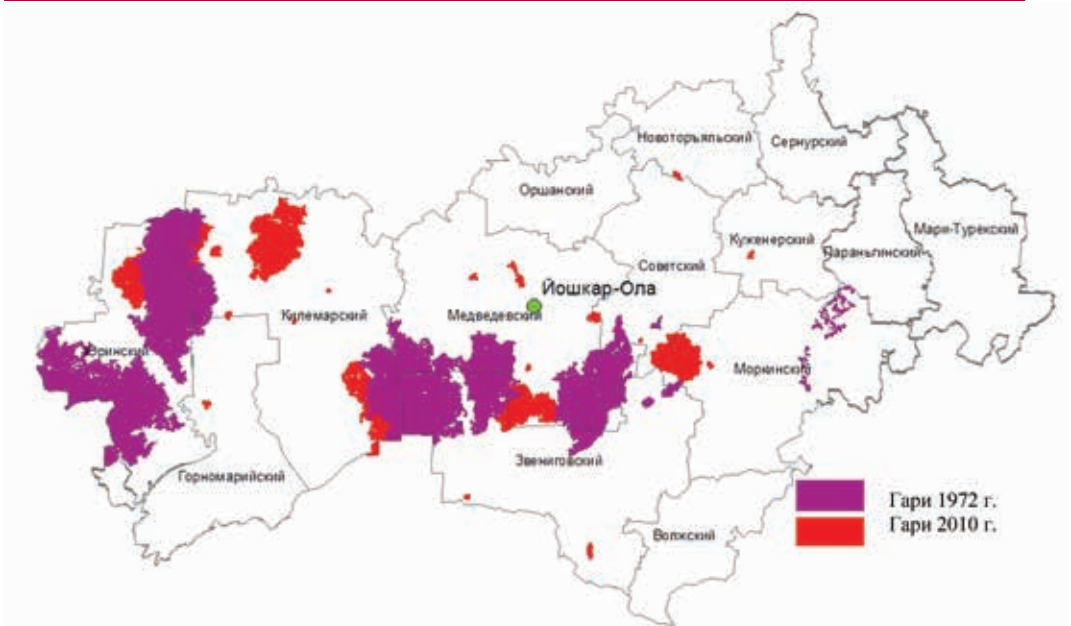 Новоторъяльский
Сернурский
Оршанский
Мари-Турекский
Куженерский
Параньгинский
Советский
Йошкар-Ола
Килемарский
Медведевский
Юринский
Моркинский
Звениговский
Горномарийский
Волжский
Гари 1972 г.
Гари 2010 г.